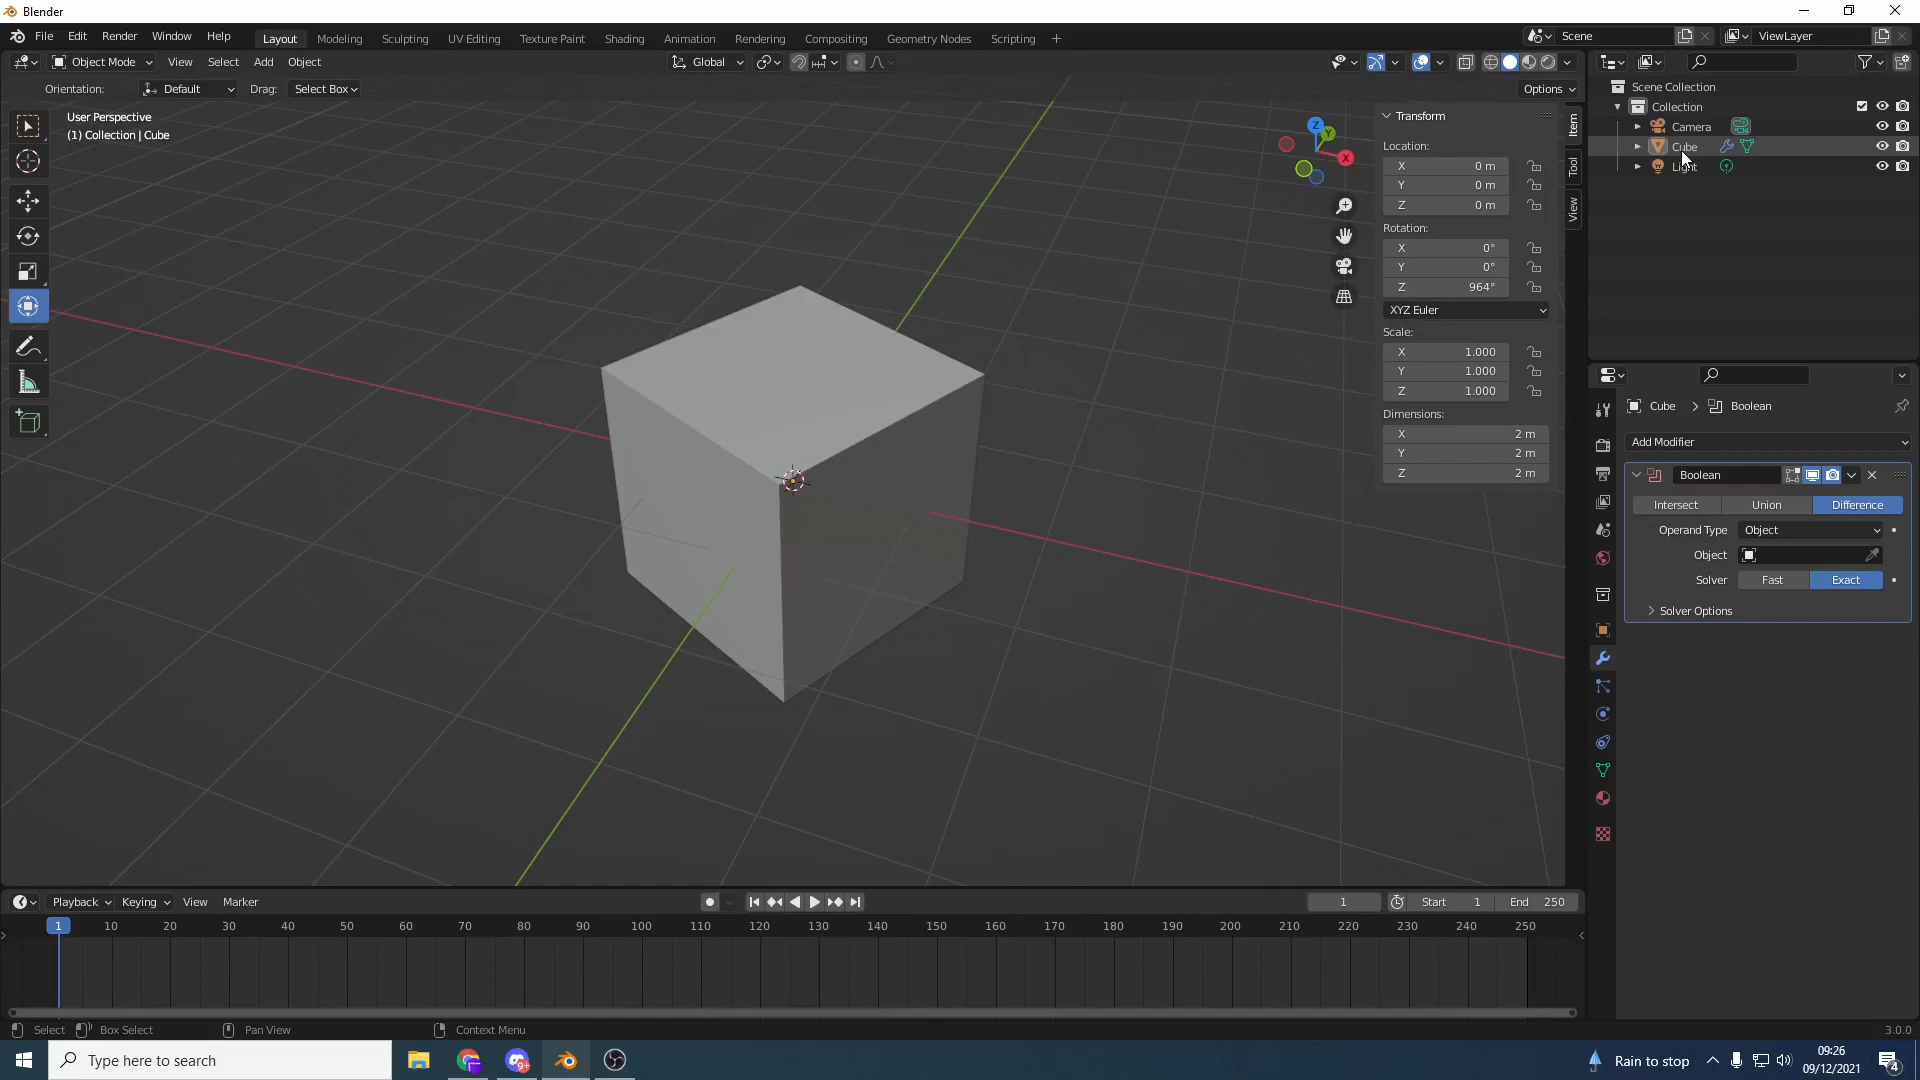 Blender
File Edit Render Window Help Layout Modeling Sculpting UV Editing Texture Paint Shading Animation Rendering Compositing Geometry Nodes Scripting + Scene ViewLayer
Object Mode View Select Add Object Global
Orientation: Default Drag: Select Box Options
User Perspective
(1) Collection | Cube
Z
Y
X
Transform
Location:
X 0 m
Y 0 m
Z 0 m
Rotation:
X 0°
Y 0°
Z 964°
XYZ Euler
Scale:
X 1.000
Y 1.000
Z 1.000
Dimensions:
X 2 m
Y 2 m
Z 2 m
Item
Tool
View
Scene Collection
Collection
Camera
Cube
Light
Cube > Boolean
Add Modifier
Boolean
Intersect Union Difference
Operand Type Object
Object
Solver Fast Exact
Solver Options
Playback Keying View Marker 1 Start 1 End 250
1 10 20 30 40 50 60 70 80 90 100 110 120 130 140 150 160 170 180 190 200 210 220 230 240 250
Select Box Select Pan View Context Menu 3.0.0
Type here to search 9+ Rain to stop 09:26
09/12/2021 4